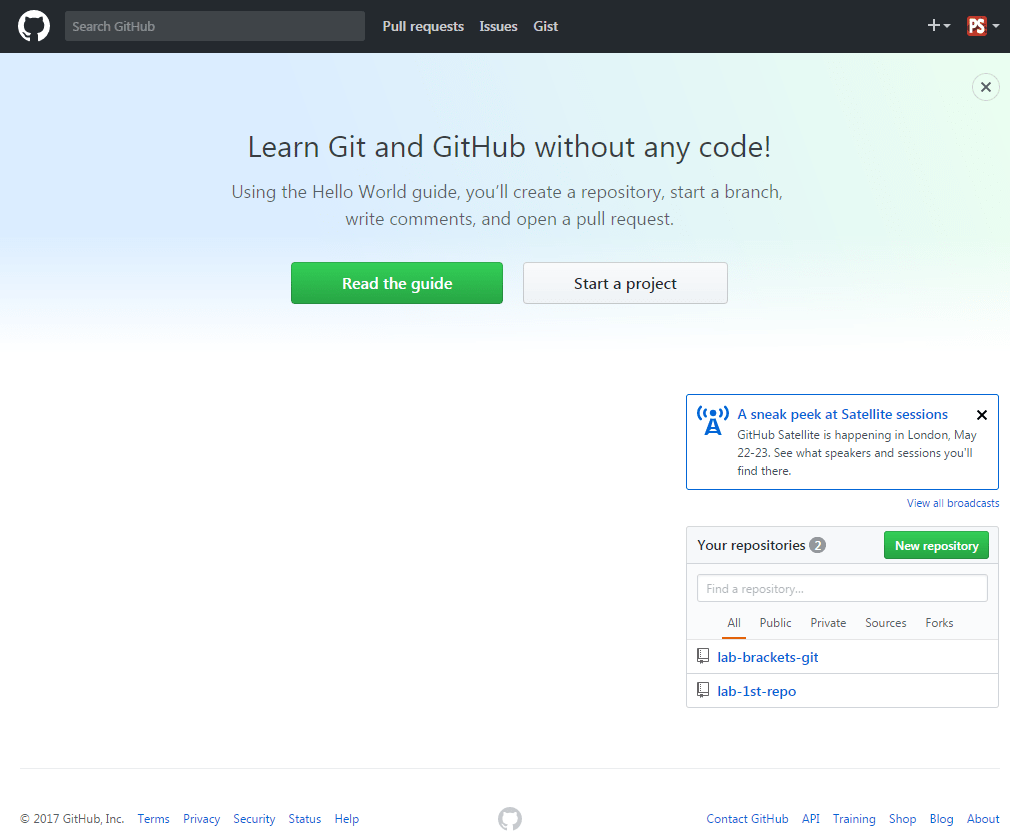 Search GitHub Pull requests Issues Gist PS
Learn Git and GitHub without any code!
Using the Hello World guide, you’ll create a repository, start a branch,
write comments, and open a pull request.
Read the guide Start a project
A sneak peek at Satellite sessions
GitHub Satellite is happening in London, May
22-23. See what speakers and sessions you'll
find there.
View all broadcasts
Your repositories 2 New repository
Find a repository...
All Public Private Sources Forks
lab-brackets-git
lab-1st-repo
© 2017 GitHub, Inc. Terms Privacy Security Status Help Contact GitHub API Training Shop Blog About